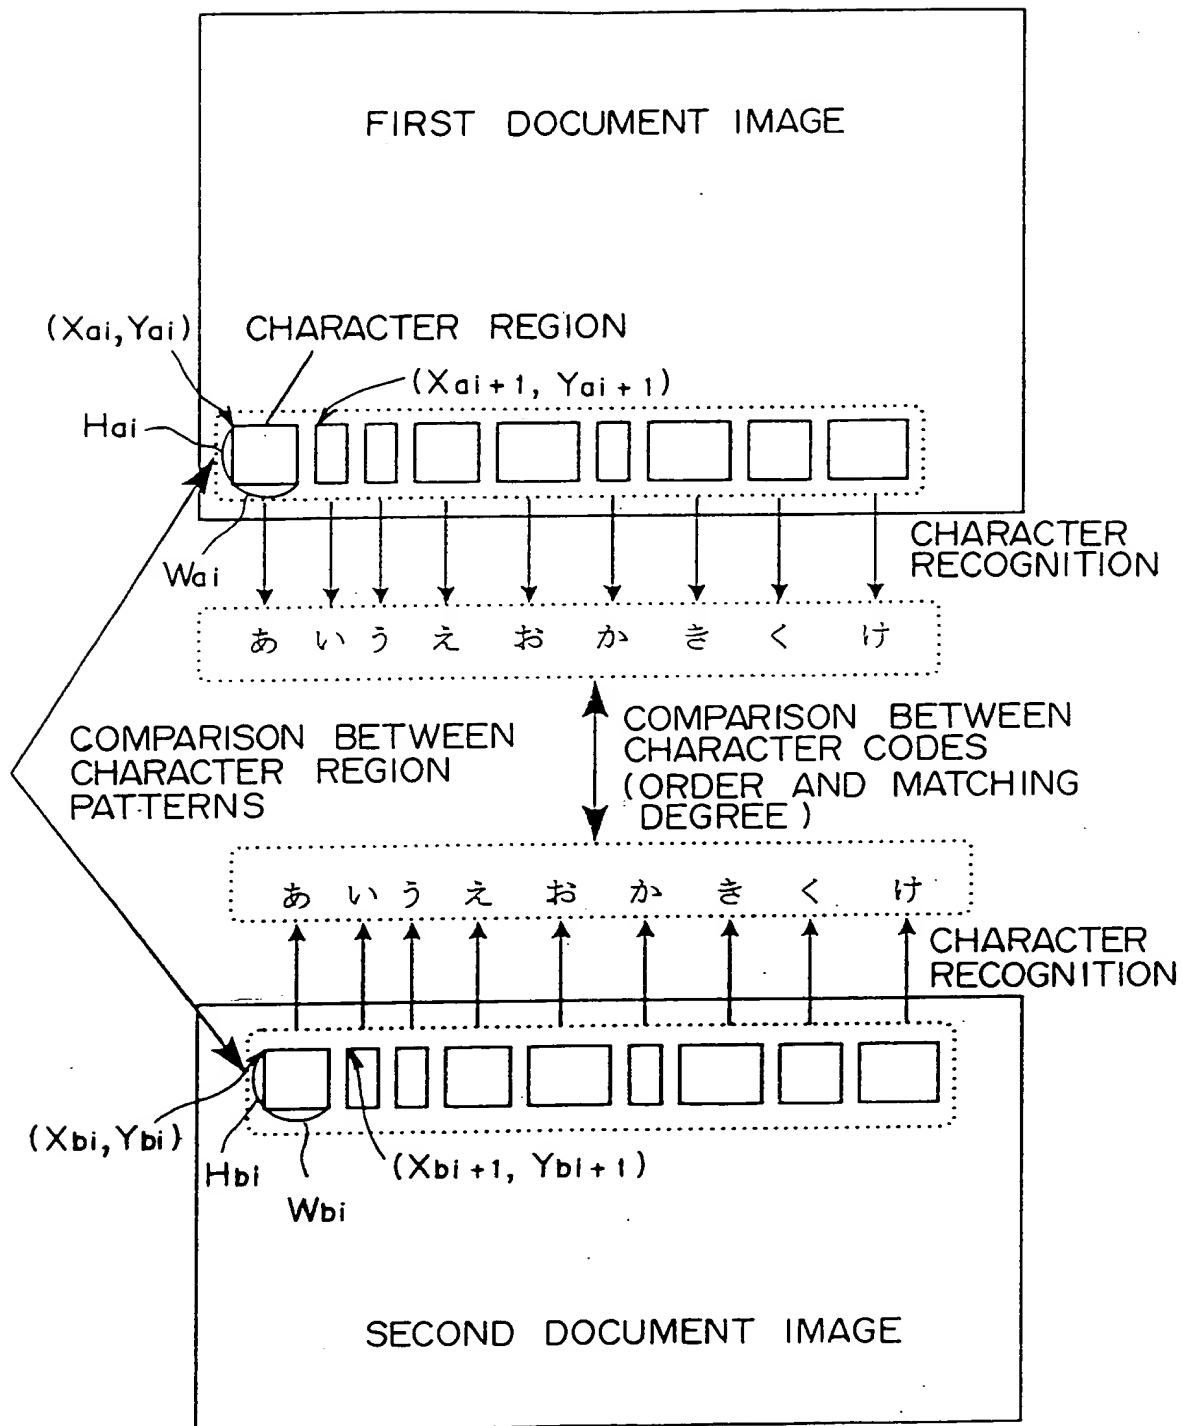 FIRST DOCUMENT IMAGE
(Xai, Yai)
CHARACTER REGION
(Xai+1, Yai+1)
Hai
Wai
CHARACTER
RECOGNITION
あ い う え お か き く け
COMPARISON BETWEEN
CHARACTER REGION
PATTERNS
COMPARISON BETWEEN
CHARACTER CODES
(ORDER AND MATCHING
DEGREE)
あ い う え お か き く け
CHARACTER
RECOGNITION
(Xbi, Ybi)
Hbi
Wbi
(Xbi+1, Ybi+1)
SECOND DOCUMENT IMAGE